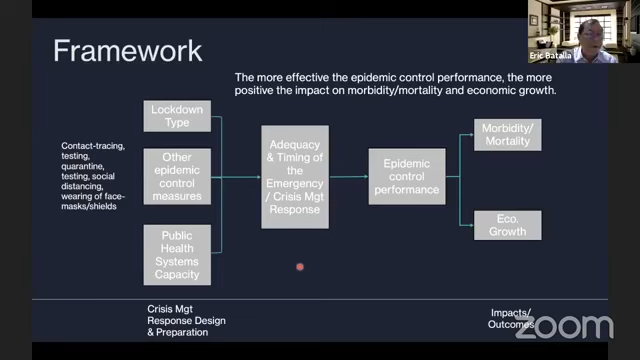 Framework
Eric Batalla
The more effective the epidemic control performance, the more
positive the impact on morbidity/mortality and economic growth.
Lockdown
Type
Contact-tracing,
testing,
quarantine,
testing, social
distancing,
wearing of face-
masks/shields
Other
epidemic
control
measures
Public
Health
Systems
Capacity
Adequacy
& Timing of
the
Emergency
/ Crisis Mgt
Response
Epidemic
control
performance
Morbidity/
Mortality
Eco.
Growth
Crisis Mgt
Response Design
& Preparation
Impacts/
Outcomes
zoom